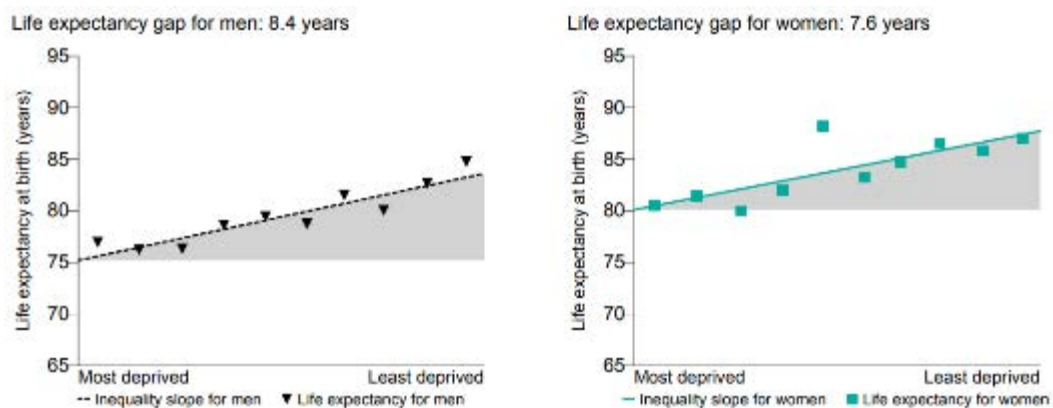 Life expectancy gap for men: 8.4 years
Life expectancy at birth (years)
95
90
85
80
75
70
65
Most deprived Least deprived
Inequality slope for men Life expectancy for men
Life expectancy gap for women: 7.6 years
Life expectancy at birth (years)
95
90
85
80
75
70
65
Most deprived Least deprived
Inequality slope for women Life expectancy for women